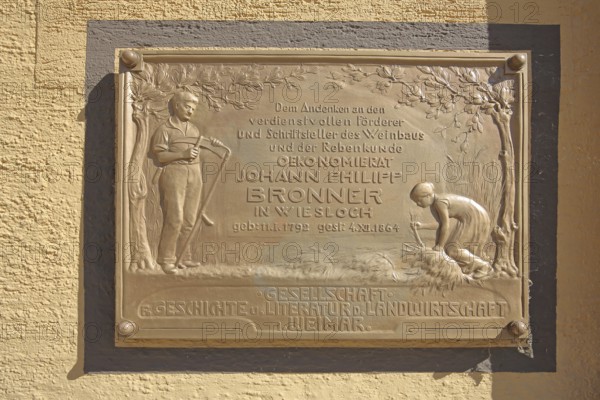 Dem Andenken an den
verdienstvollen Förderer
und Schriftsteller des Weinbaus
und der Rebenkunde
OEKONOMIERAT
JOHANN PHILIPP
BRONNER
IN WIESLOCH
geb: 11.I. 1792 gest: 4.XII.1864
GESELLSCHAFT
F. GESCHICHTE U. LITERATUR D. LANDWIRTSCHAFT
WEIMAR.